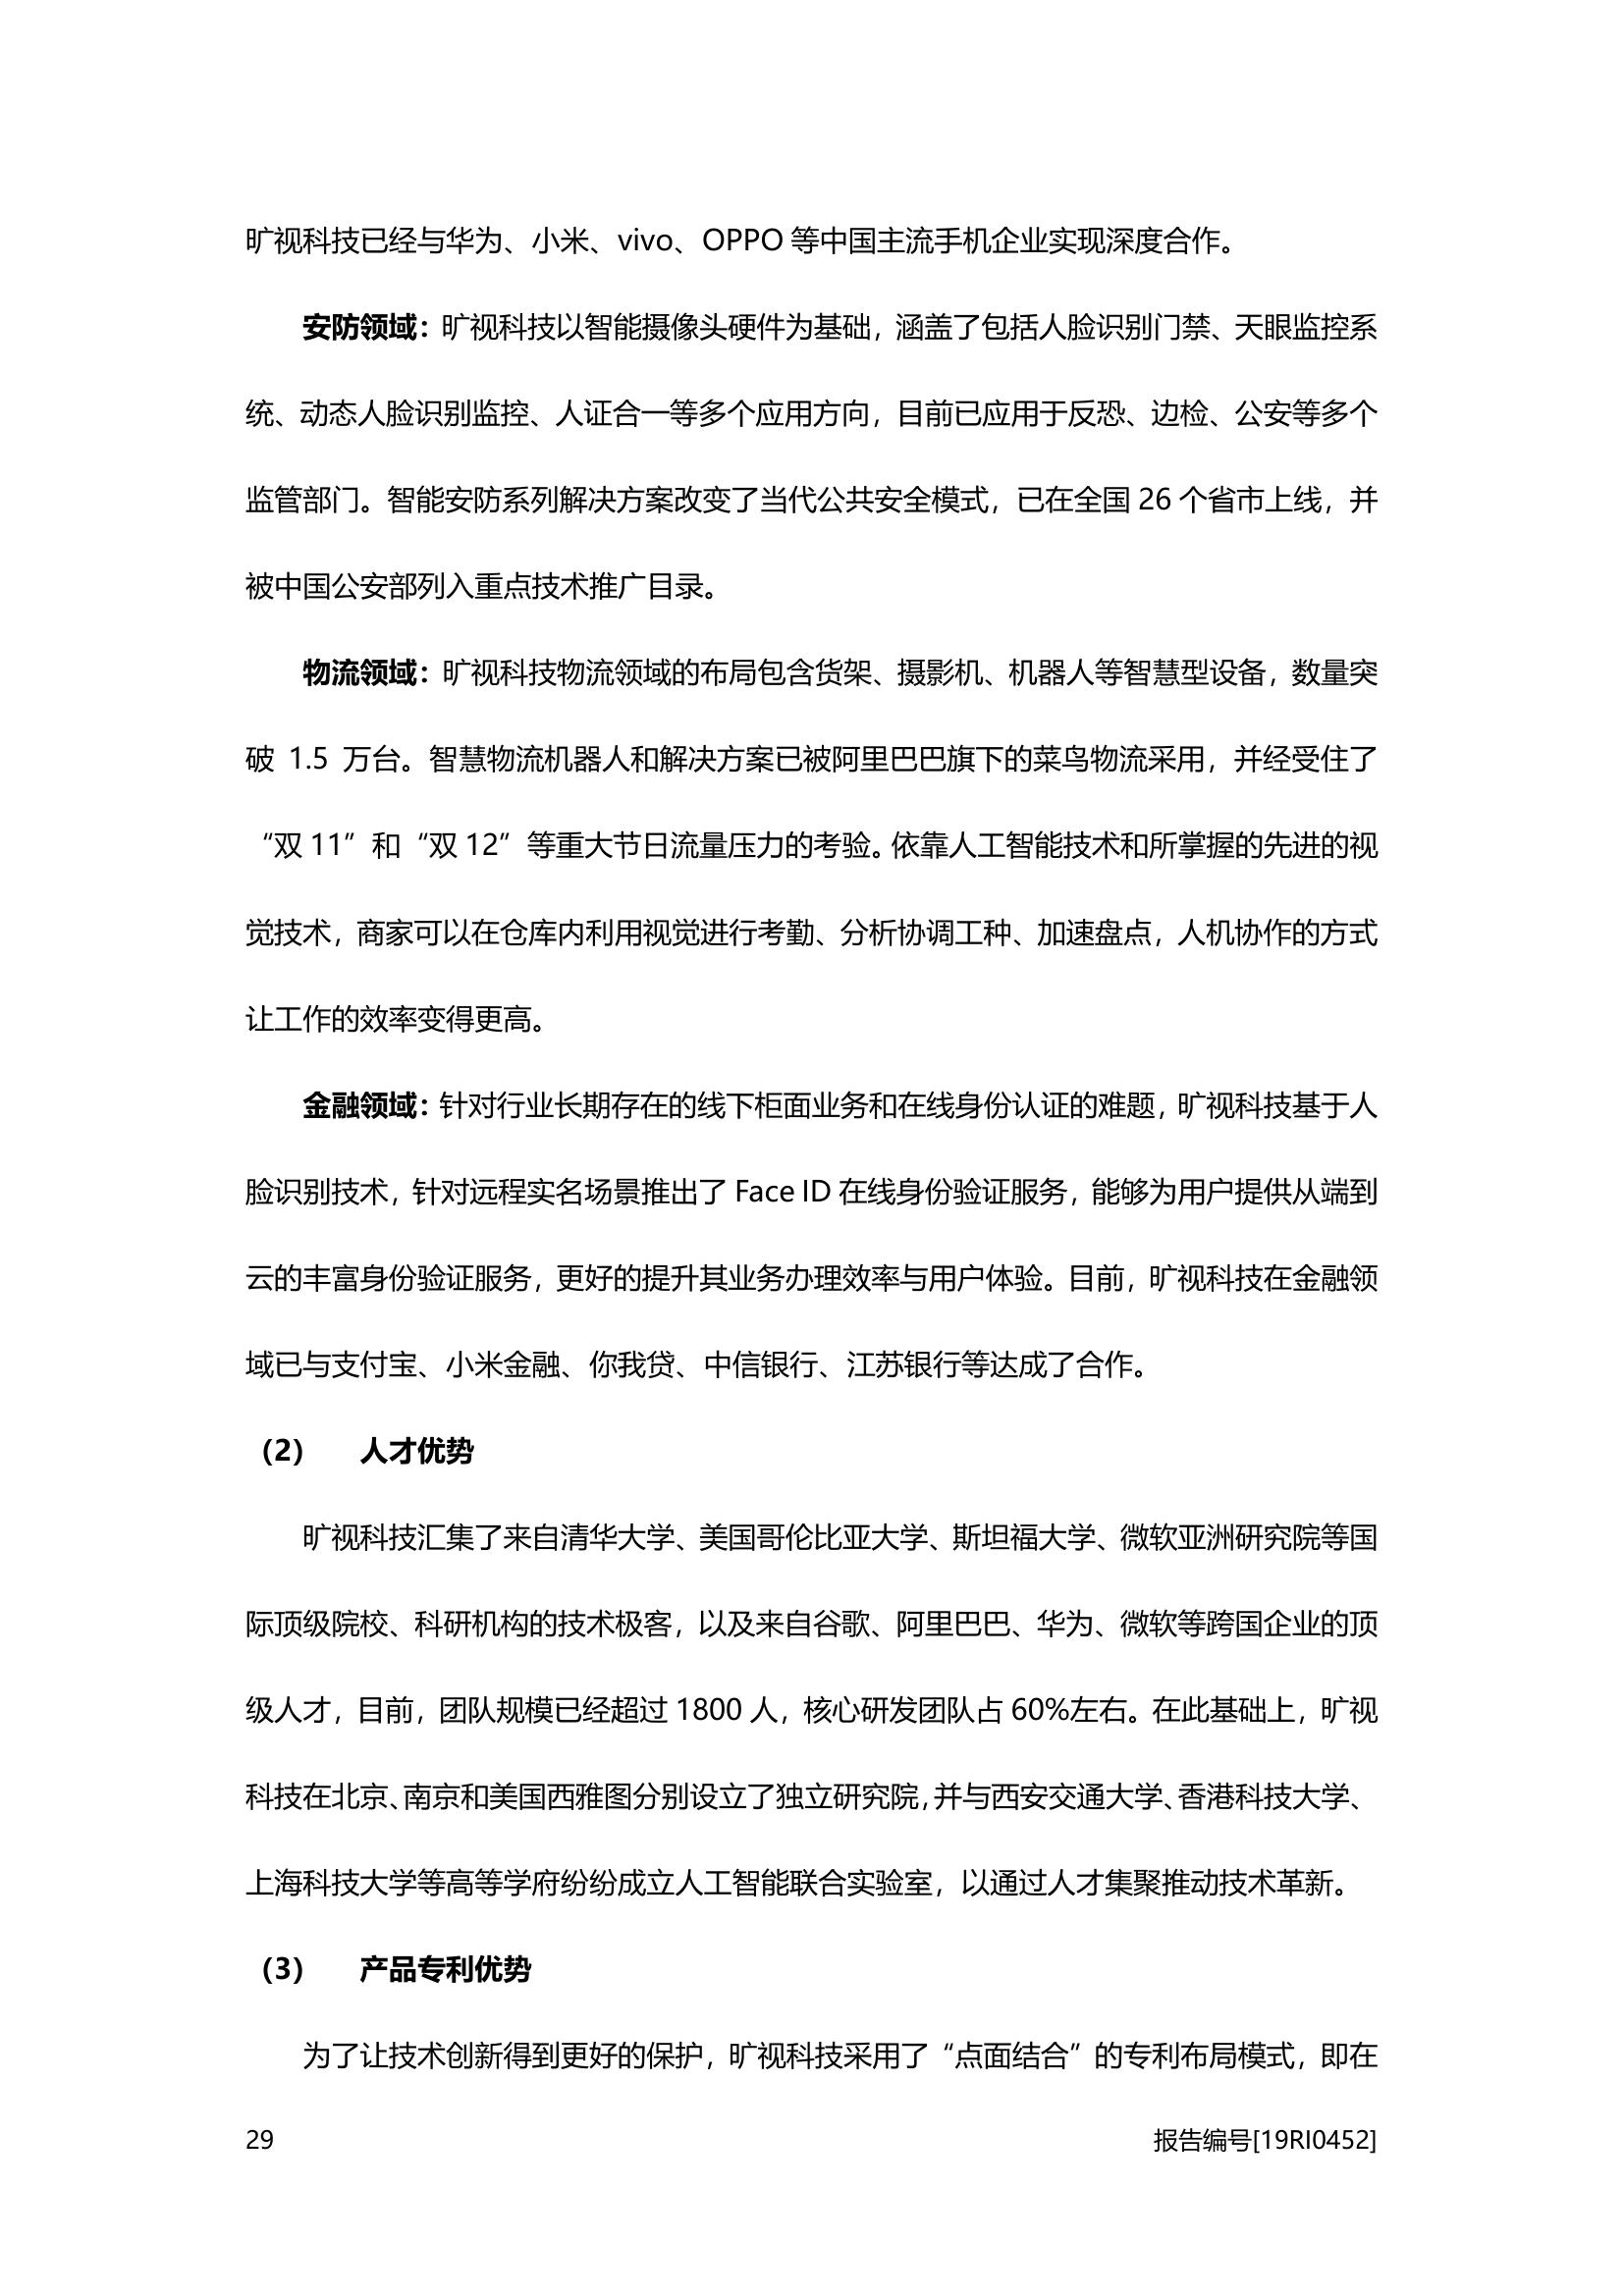 旷视科技已经与华为、小米、vivo、OPPO 等中国主流手机企业实现深度合作。
安防领域：旷视科技以智能摄像头硬件为基础，涵盖了包括人脸识别门禁、天眼监控系
统、动态人脸识别监控、人证合一等多个应用方向，目前已应用于反恐、边检、公安等多个
监管部门。智能安防系列解决方案改变了当代公共安全模式，已在全国 26 个省市上线，并
被中国公安部列入重点技术推广目录。
物流领域：旷视科技物流领域的布局包含货架、摄影机、机器人等智慧型设备，数量突
破 1.5 万台。智慧物流机器人和解决方案已被阿里巴巴旗下的菜鸟物流采用，并经受住了
“双 11”和“双 12”等重大节日流量压力的考验。依靠人工智能技术和所掌握的先进的视
觉技术，商家可以在仓库内利用视觉进行考勤、分析协调工种、加速盘点，人机协作的方式
让工作的效率变得更高。
金融领域：针对行业长期存在的线下柜面业务和在线身份认证的难题，旷视科技基于人
脸识别技术，针对远程实名场景推出了 Face ID 在线身份验证服务，能够为用户提供从端到
云的丰富身份验证服务，更好的提升其业务办理效率与用户体验。目前，旷视科技在金融领
域已与支付宝、小米金融、你我贷、中信银行、江苏银行等达成了合作。
（2） 人才优势
旷视科技汇集了来自清华大学、美国哥伦比亚大学、斯坦福大学、微软亚洲研究院等国
际顶级院校、科研机构的技术极客，以及来自谷歌、阿里巴巴、华为、微软等跨国企业的顶
级人才，目前，团队规模已经超过 1800 人，核心研发团队占 60%左右。在此基础上，旷视
科技在北京、南京和美国西雅图分别设立了独立研究院，并与西安交通大学、香港科技大学、
上海科技大学等高等学府纷纷成立人工智能联合实验室，以通过人才集聚推动技术革新。
（3） 产品专利优势
为了让技术创新得到更好的保护，旷视科技采用了“点面结合”的专利布局模式，即在
29 报告编号[19RI0452]